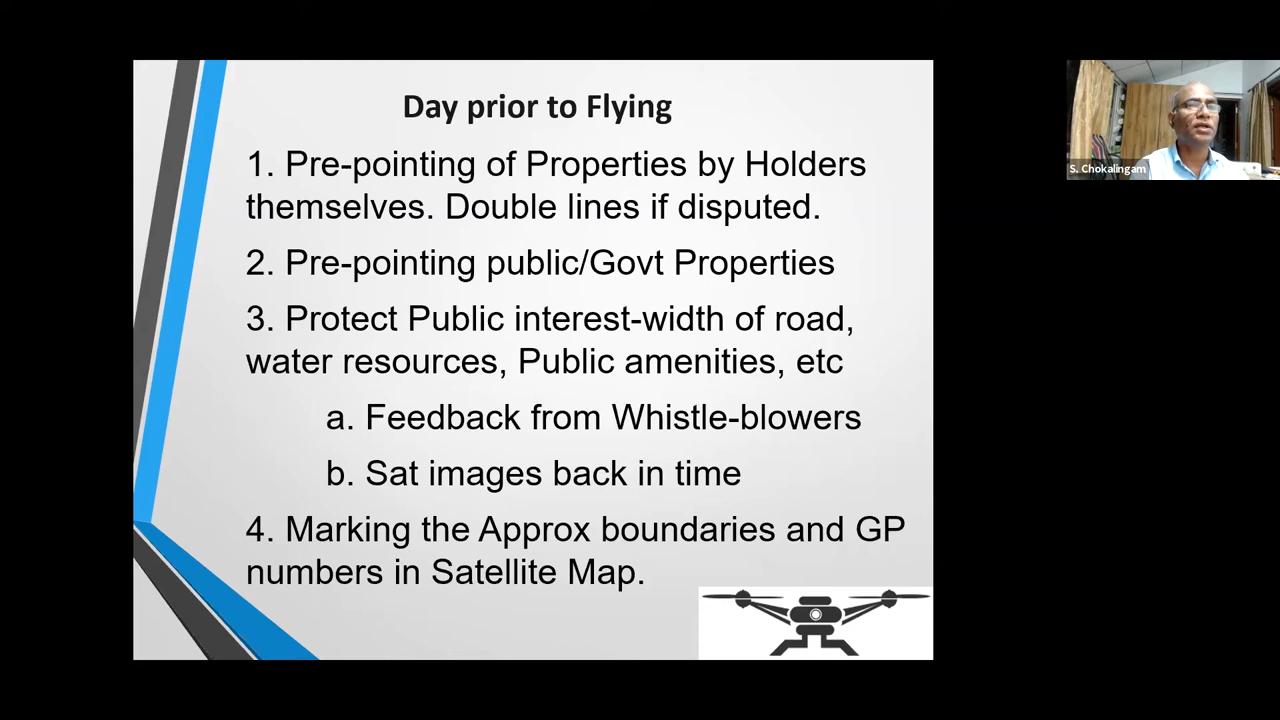 Day prior to Flying
1. Pre-pointing of Properties by Holders
themselves. Double lines if disputed.
2. Pre-pointing public/Govt Properties
3. Protect Public interest-width of road,
water resources, Public amenities, etc
a. Feedback from Whistle-blowers
b. Sat images back in time
4. Marking the Approx boundaries and GP
numbers in Satellite Map.
S. Chokalingam